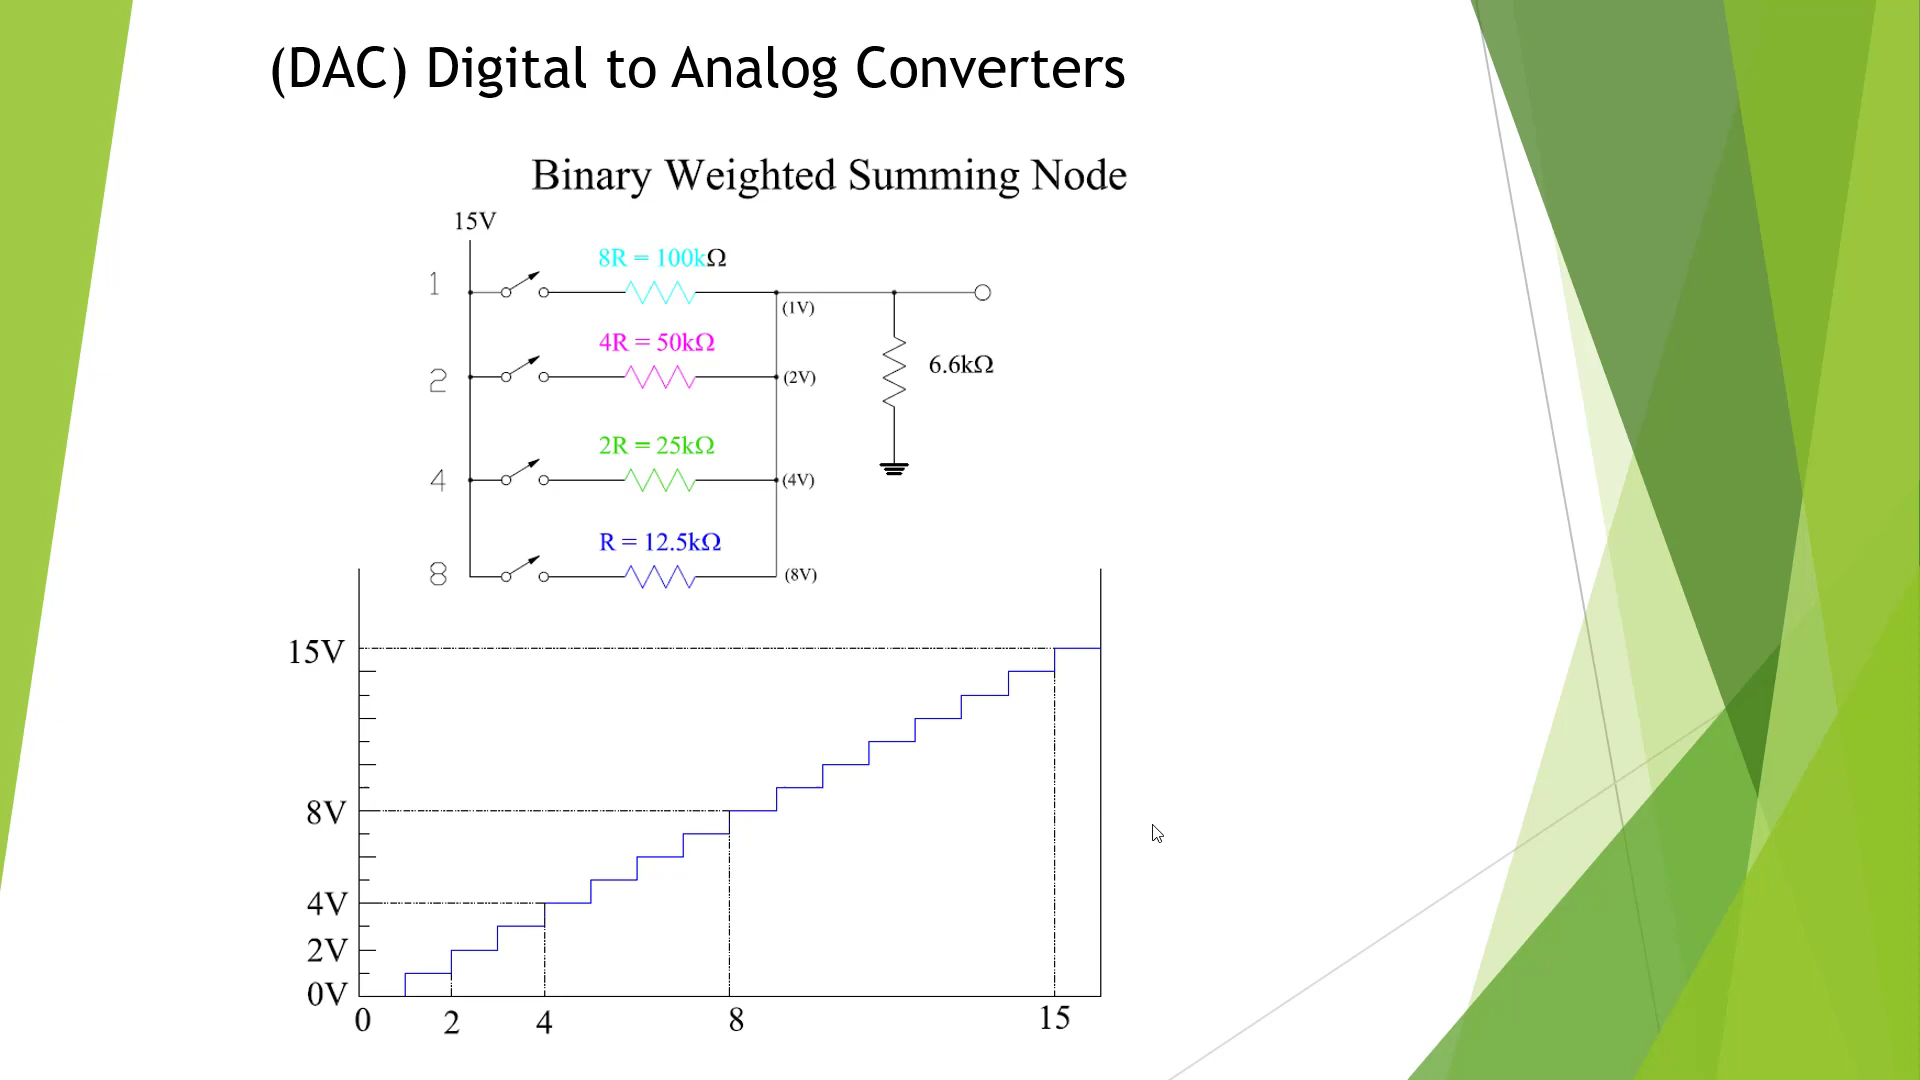 (DAC) Digital to Analog Converters
Binary Weighted Summing Node
15V
1
8R = 100kΩ
(1V)
2
4R = 50kΩ
(2V)
6.6kΩ
4
2R = 25kΩ
(4V)
8
R = 12.5kΩ
(8V)
15V
8V
4V
2V
0V
0 2 4 8 15